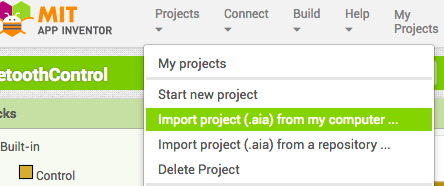 MIT
APP INVENTOR
Projects
Connect
Build
Help
My
Projects
etoothControl
My projects
Start new project
Import project (.aia) from my computer ...
Import project (.aia) from a repository ...
Delete Project
cks
Built-in
Control